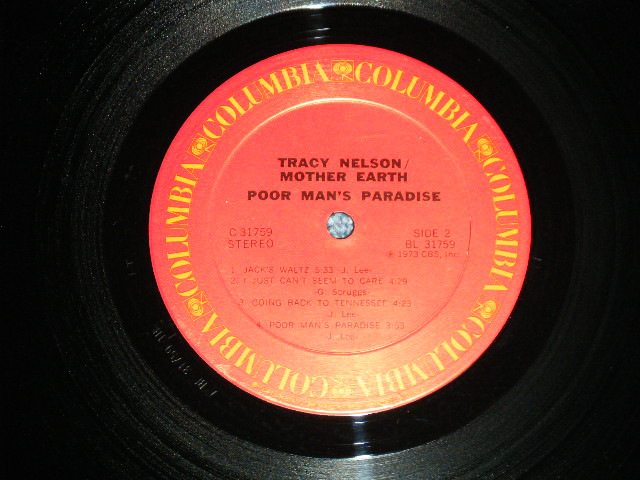 COLUMBIA COLUMBIA COLUMBIA COLUMBIA COLUMBIA COLUMBIA
TRACY NELSON/
MOTHER EARTH
POOR MAN'S PARADISE
C 31759
STEREO
SIDE 2
BL 31759
℗ 1973 CBS, Inc.
1. JACK'S WALTZ 5:33 -J. Lee-
2. I JUST CAN'T SEEM TO CARE 4:29
-G. Scruggs-
3. GOING BACK TO TENNESSEE 4:23
J. Lee
4. POOR MAN'S PARADISE 3:53
J. Lee